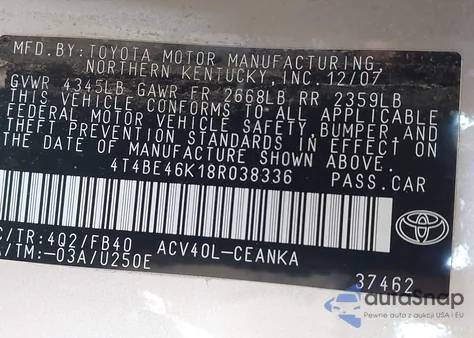 MFD.BY:TOYOTA MOTOR MANUFACTURING,
NORTHERN KENTUCKY,INC.12/07
GVWR 4345LB GAWR FR 2668LB RR 2359LB
THIS VEHICLE CONFORMS TO ALL APPLICABLE
FEDERAL MOTOR VEHICLE SAFETY,BUMPER,AND
THEFT PREVENTION STANDARDS IN EFFECT ON
THE DATE OF MANUFACTURE SHOWN ABOVE.
4T4BE46K18R038336 PASS.CAR
C/TR:4Q2/FB40 ACV40L-CEANKA
A/TM:-03A/U250E
37462
autoSnap
Pewne auto z USA i EU